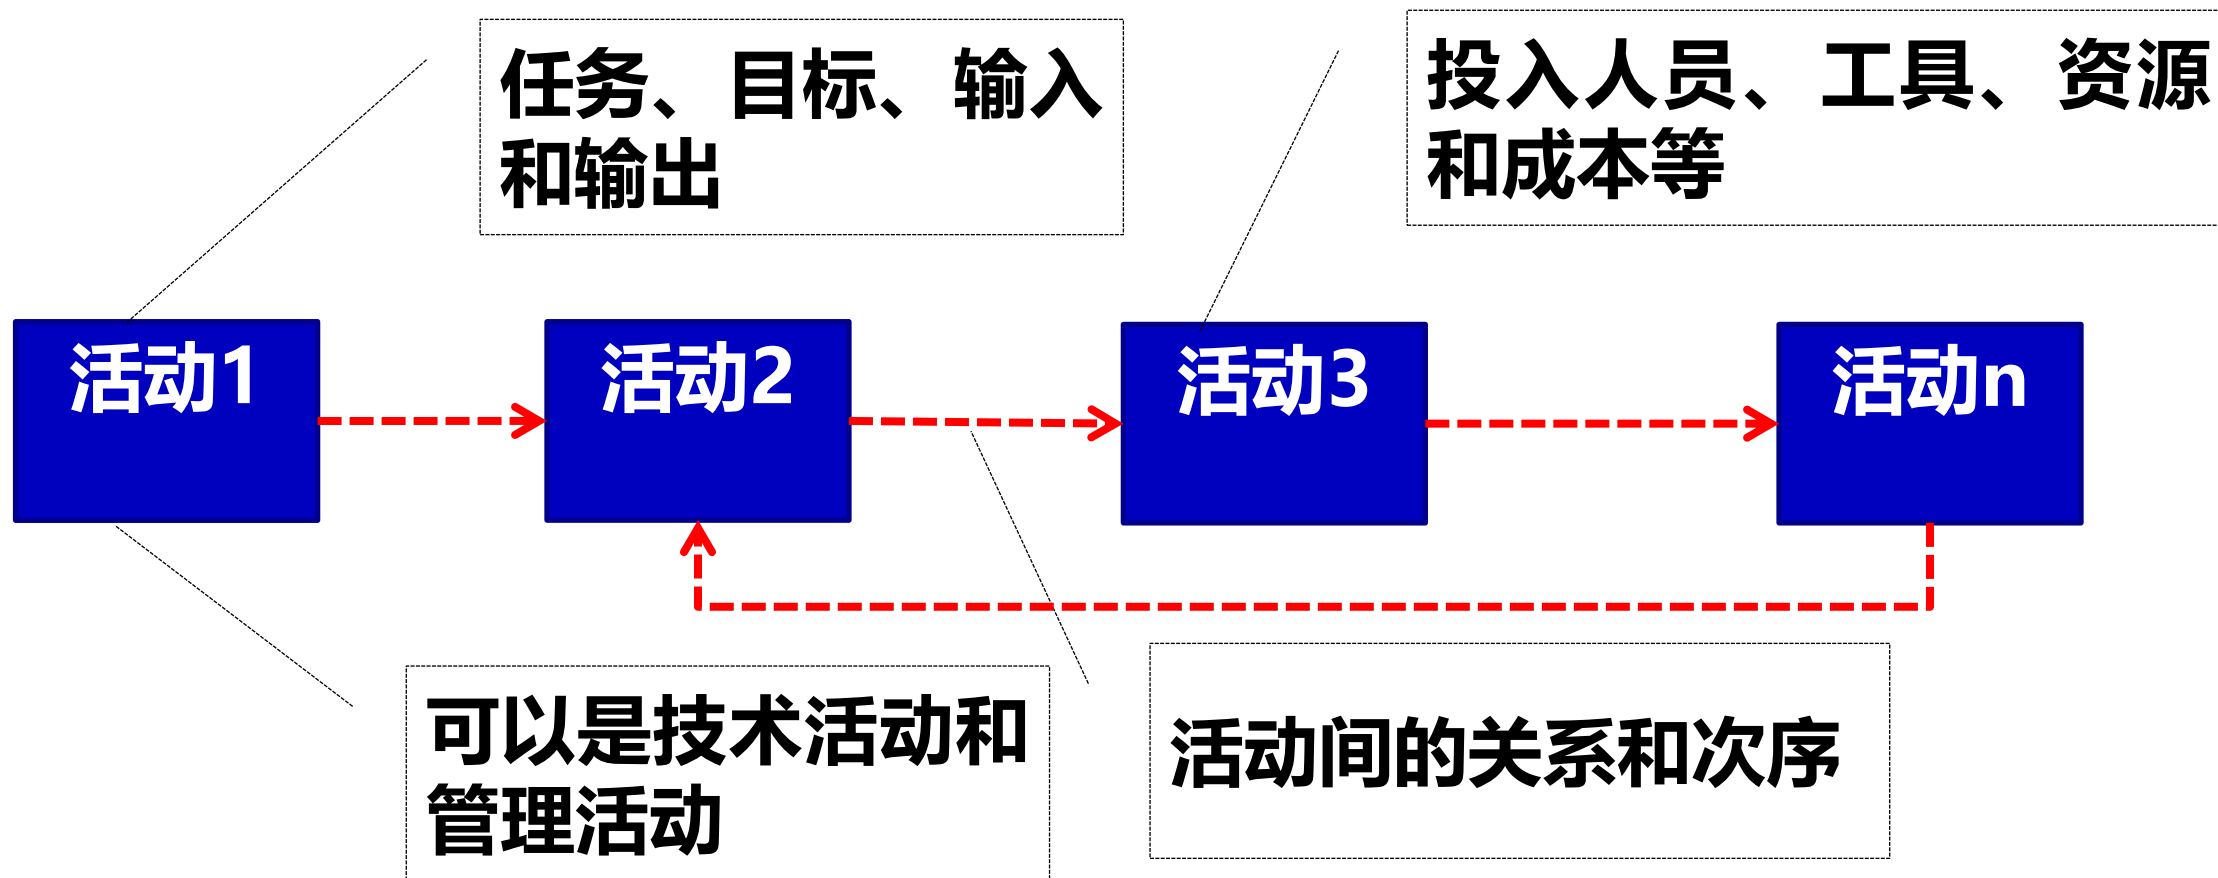 任务、目标、输入
和输出
投入人员、工具、资源
和成本等
活动1
活动2
活动3
活动n
可以是技术活动和
管理活动
活动间的关系和次序